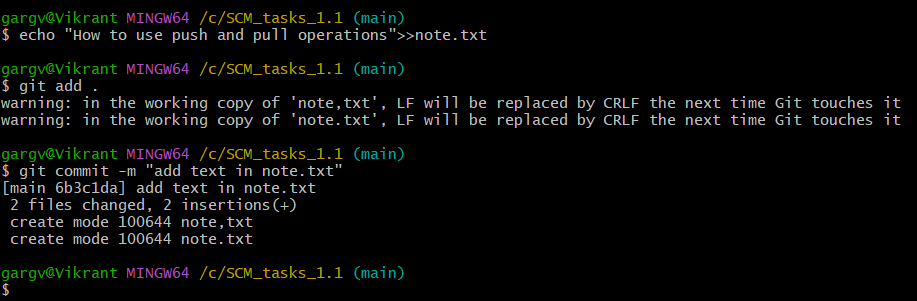 gargv@Vikrant MINGW64 /c/SCM_tasks_1.1 (main)
$ echo "How to use push and pull operations">>note.txt
gargv@Vikrant MINGW64 /c/SCM_tasks_1.1 (main)
$ git add .
warning: in the working copy of 'note,txt', LF will be replaced by CRLF the next time Git touches it
warning: in the working copy of 'note.txt', LF will be replaced by CRLF the next time Git touches it
gargv@Vikrant MINGW64 /c/SCM_tasks_1.1 (main)
$ git commit -m "add text in note.txt"
[main 6b3c1da] add text in note.txt
 2 files changed, 2 insertions(+)
 create mode 100644 note,txt
 create mode 100644 note.txt
gargv@Vikrant MINGW64 /c/SCM_tasks_1.1 (main)
$